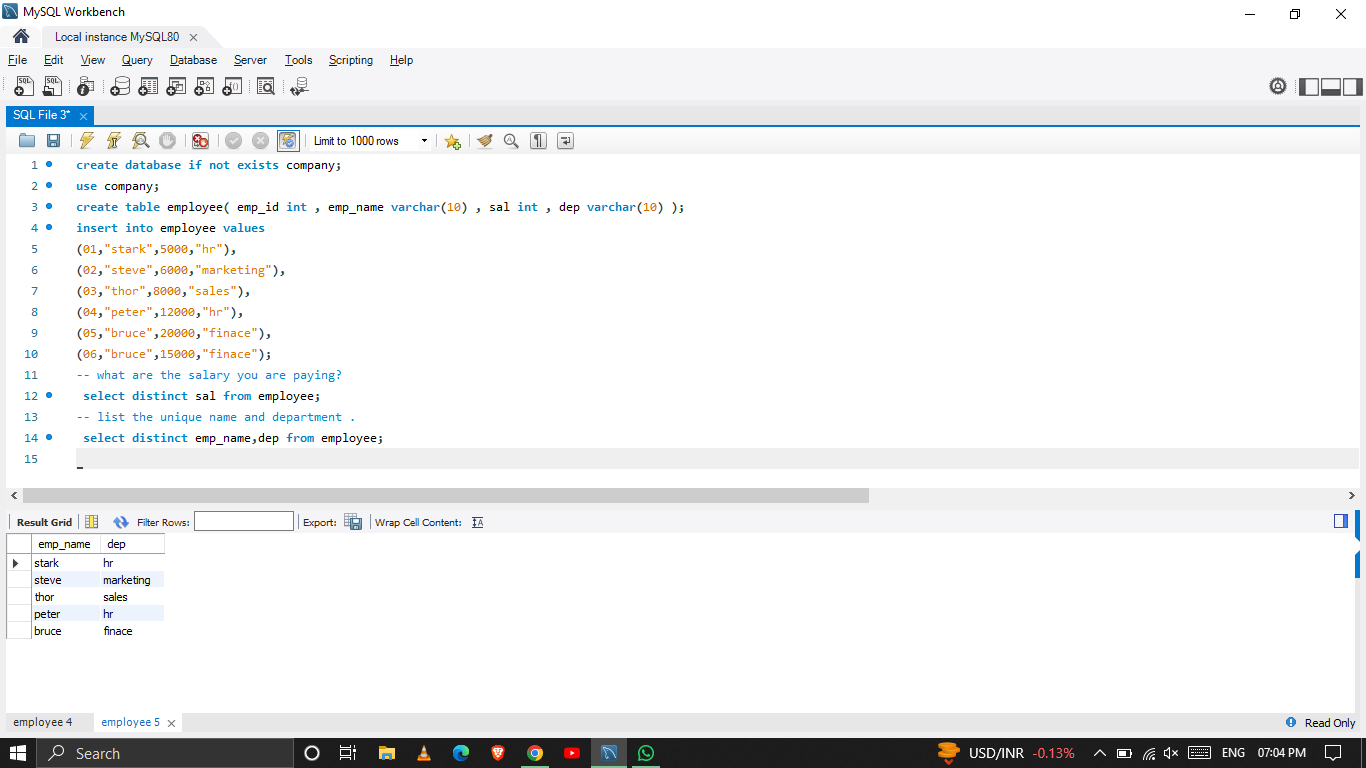 MySQL Workbench
Local instance MySQL80
File Edit View Query Database Server Tools Scripting Help
SQL File 3*
Limit to 1000 rows
1 create database if not exists company;
2 use company;
3 create table employee( emp_id int , emp_name varchar(10) , sal int , dep varchar(10) );
4 insert into employee values
5 (01,"stark",5000,"hr"),
6 (02,"steve",6000,"marketing"),
7 (03,"thor",8000,"sales"),
8 (04,"peter",12000,"hr"),
9 (05,"bruce",20000,"finace"),
10 (06,"bruce",15000,"finace");
11 -- what are the salary you are paying?
12 select distinct sal from employee;
13 -- list the unique name and department .
14 select distinct emp_name,dep from employee;
15
Result Grid Filter Rows: Export: Wrap Cell Content:
emp_name dep
stark hr
steve marketing
thor sales
peter hr
bruce finace
employee 4 employee 5 Read Only
Search USD/INR -0.13% ENG 07:04 PM